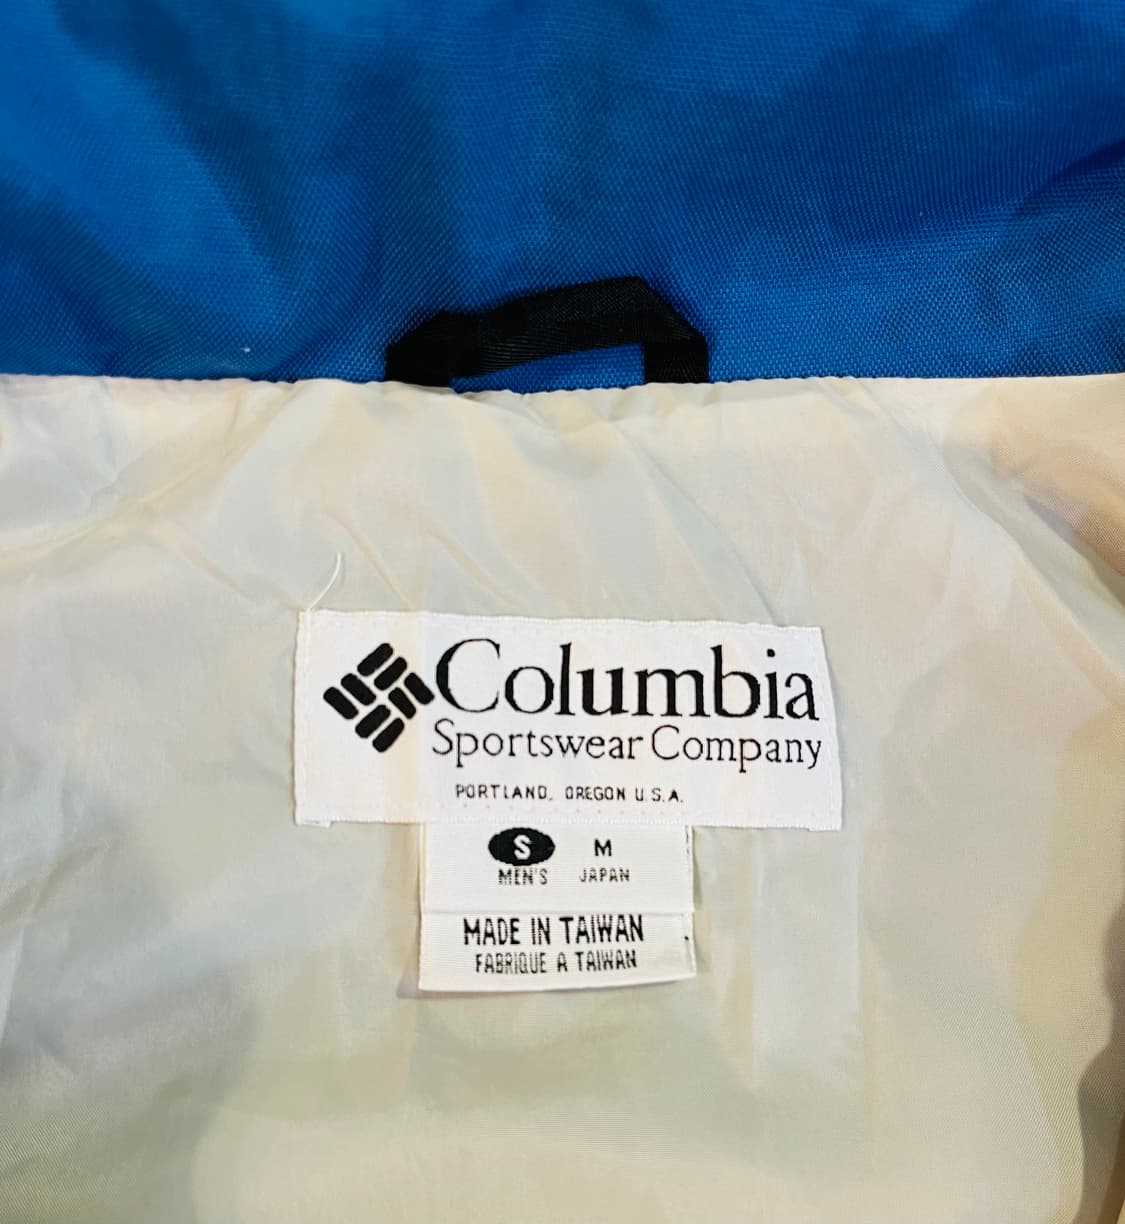 Columbia
Sportswear Company
PORTLAND, OREGON U.S.A.
S M
MEN'S JAPAN
MADE IN TAIWAN
FABRIQUE A TAIWAN